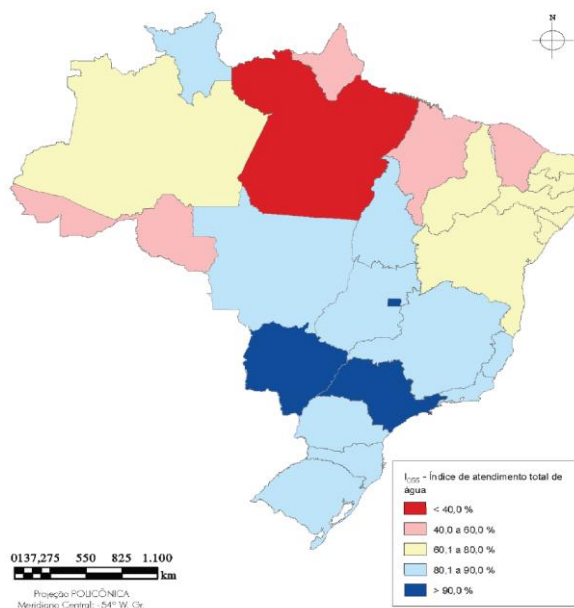 N
I055 - Índice de atendimento total de
água
< 40,0 %
40,0 a 60,0 %
60,1 a 80,0 %
80,1 a 90,0 %
> 90,0 %
0137,275 550 825 1.100
km
Projeção POLICÔNICA
Meridiano Central: -54° W. Gr.